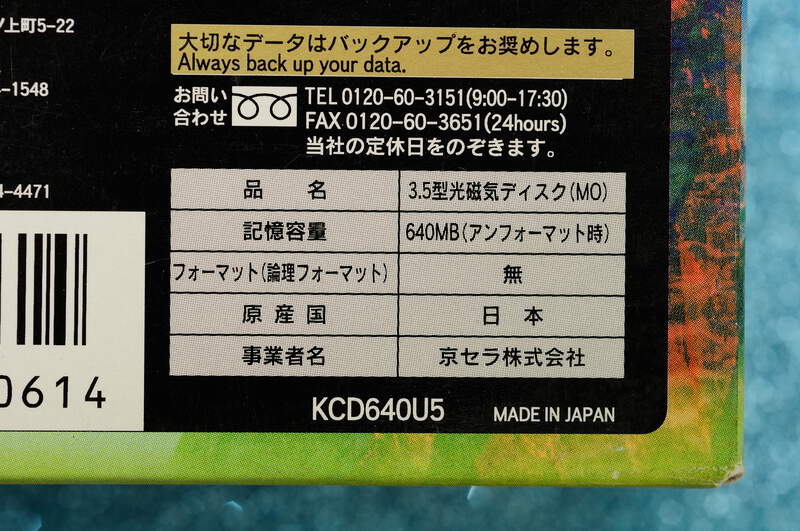 上町5-22
-1548
-4471
0614
大切なデータはバックアップをお奨めします。
Always back up your data.
お問い合わせ
TEL 0120-60-3151(9:00-17:30)
FAX 0120-60-3651(24hours)
当社の定休日をのぞきます。
品 名 3.5型光磁気ディスク(MO)
記憶容量 640MB(アンフォーマット時)
フォーマット(論理フォーマット) 無
原産国 日本
事業者名 京セラ株式会社
KCD640U5 MADE IN JAPAN